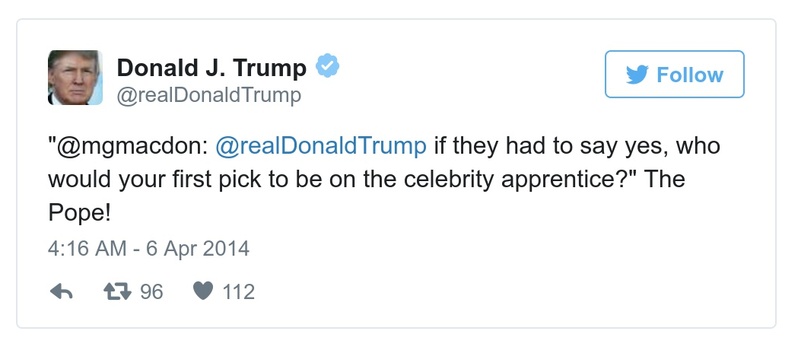 Donald J. Trump
@realDonaldTrump
Follow
"@mgmacdon: @realDonaldTrump if they had to say yes, who
would your first pick to be on the celebrity apprentice?" The
Pope!
4:16 AM - 6 Apr 2014
96 112